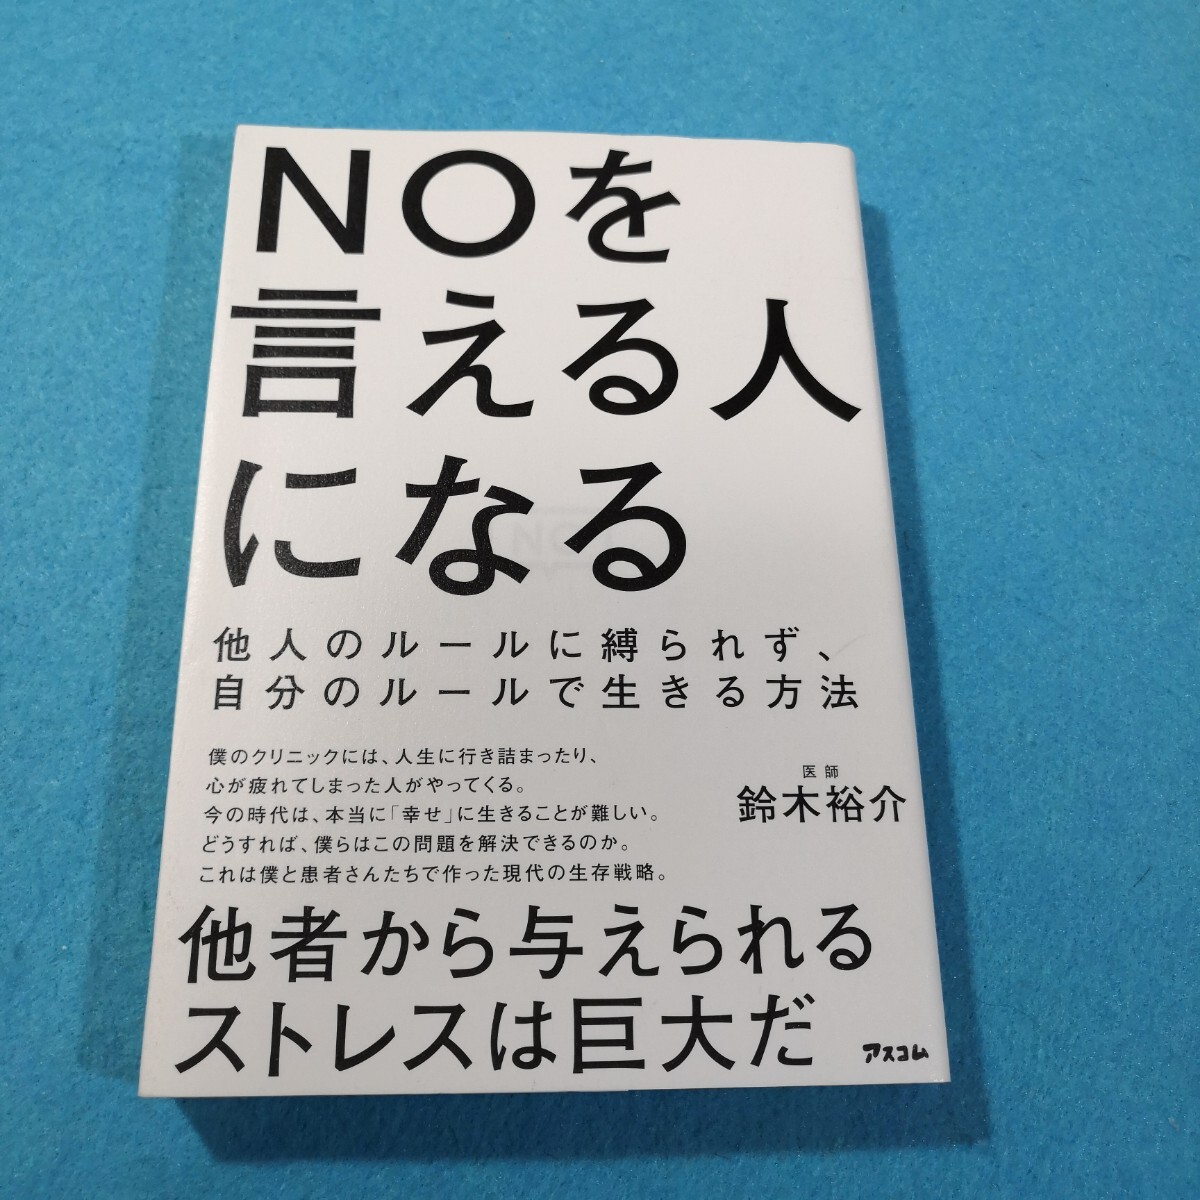 NOを
言える人
になる
他人のルールに縛られず、
自分のルールで生きる方法
僕のクリニックには、人生に行き詰まったり、
心が疲れてしまった人がやってくる。
今の時代は、本当に「幸せ」に生きることが難しい。
どうすれば、僕らはこの問題を解決できるのか。
これは僕と患者さんたちで作った現代の生存戦略。
医師
鈴木裕介
他者から与えられる
ストレスは巨大だ
アスコム